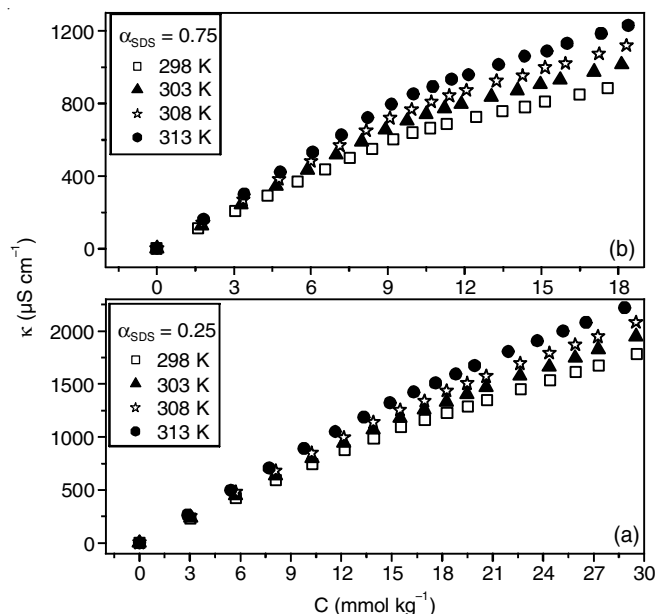 1200
800
400
0
α_SDS = 0.75
298 K
303 K
308 K
313 K
(b)
0 3 6 9 12 15 18
κ (μS cm⁻¹)
2000
1500
1000
500
0
α_SDS = 0.25
298 K
303 K
308 K
313 K
(a)
0 3 6 9 12 15 18 21 24 27 30
C (mmol kg⁻¹)